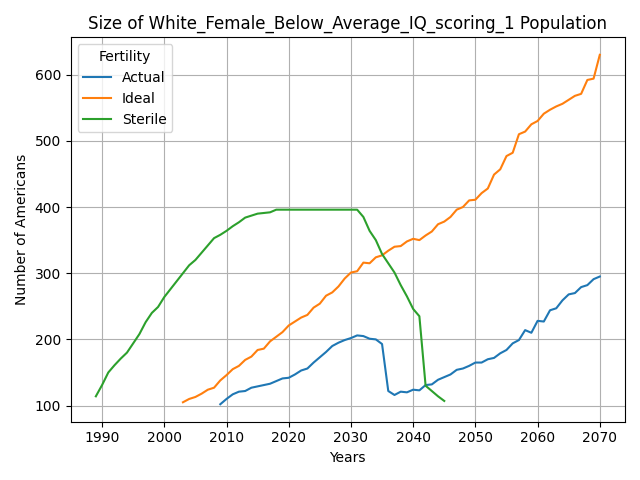 Size of White_Female_Below_Average_IQ_scoring_1 Population
Fertility
Actual
Ideal
Sterile
Number of Americans
600
500
400
300
200
100
1990 2000 2010 2020 2030 2040 2050 2060 2070
Years